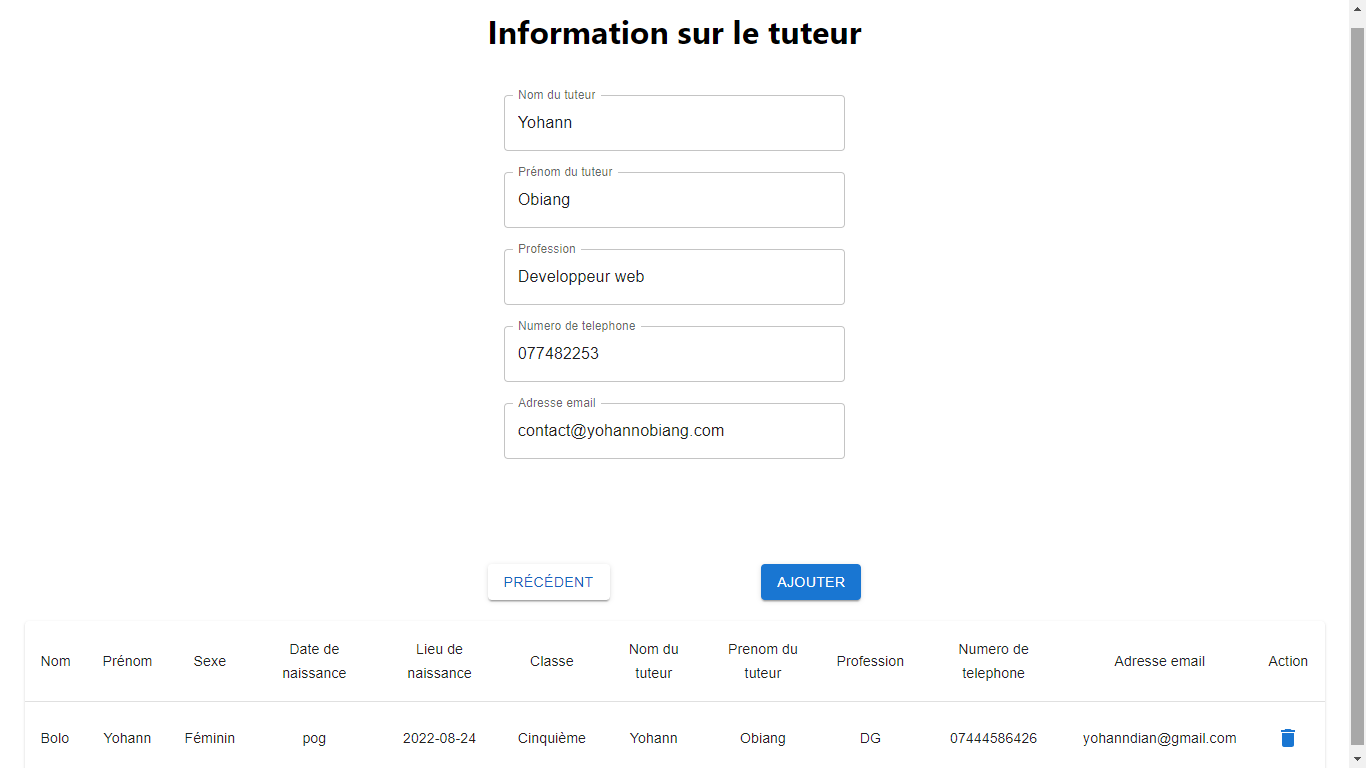 Information sur le tuteur
Nom du tuteur
Yohann
Prénom du tuteur
Obiang
Profession
Developpeur web
Numero de telephone
077482253
Adresse email
contact@yohannobiang.com
PRÉCÉDENT AJOUTER
Nom Prénom Sexe Date de naissance Lieu de naissance Classe Nom du tuteur Prenom du tuteur Profession Numero de telephone Adresse email Action
Bolo Yohann Féminin pog 2022-08-24 Cinquième Yohann Obiang DG 07444586426 yohanndian@gmail.com